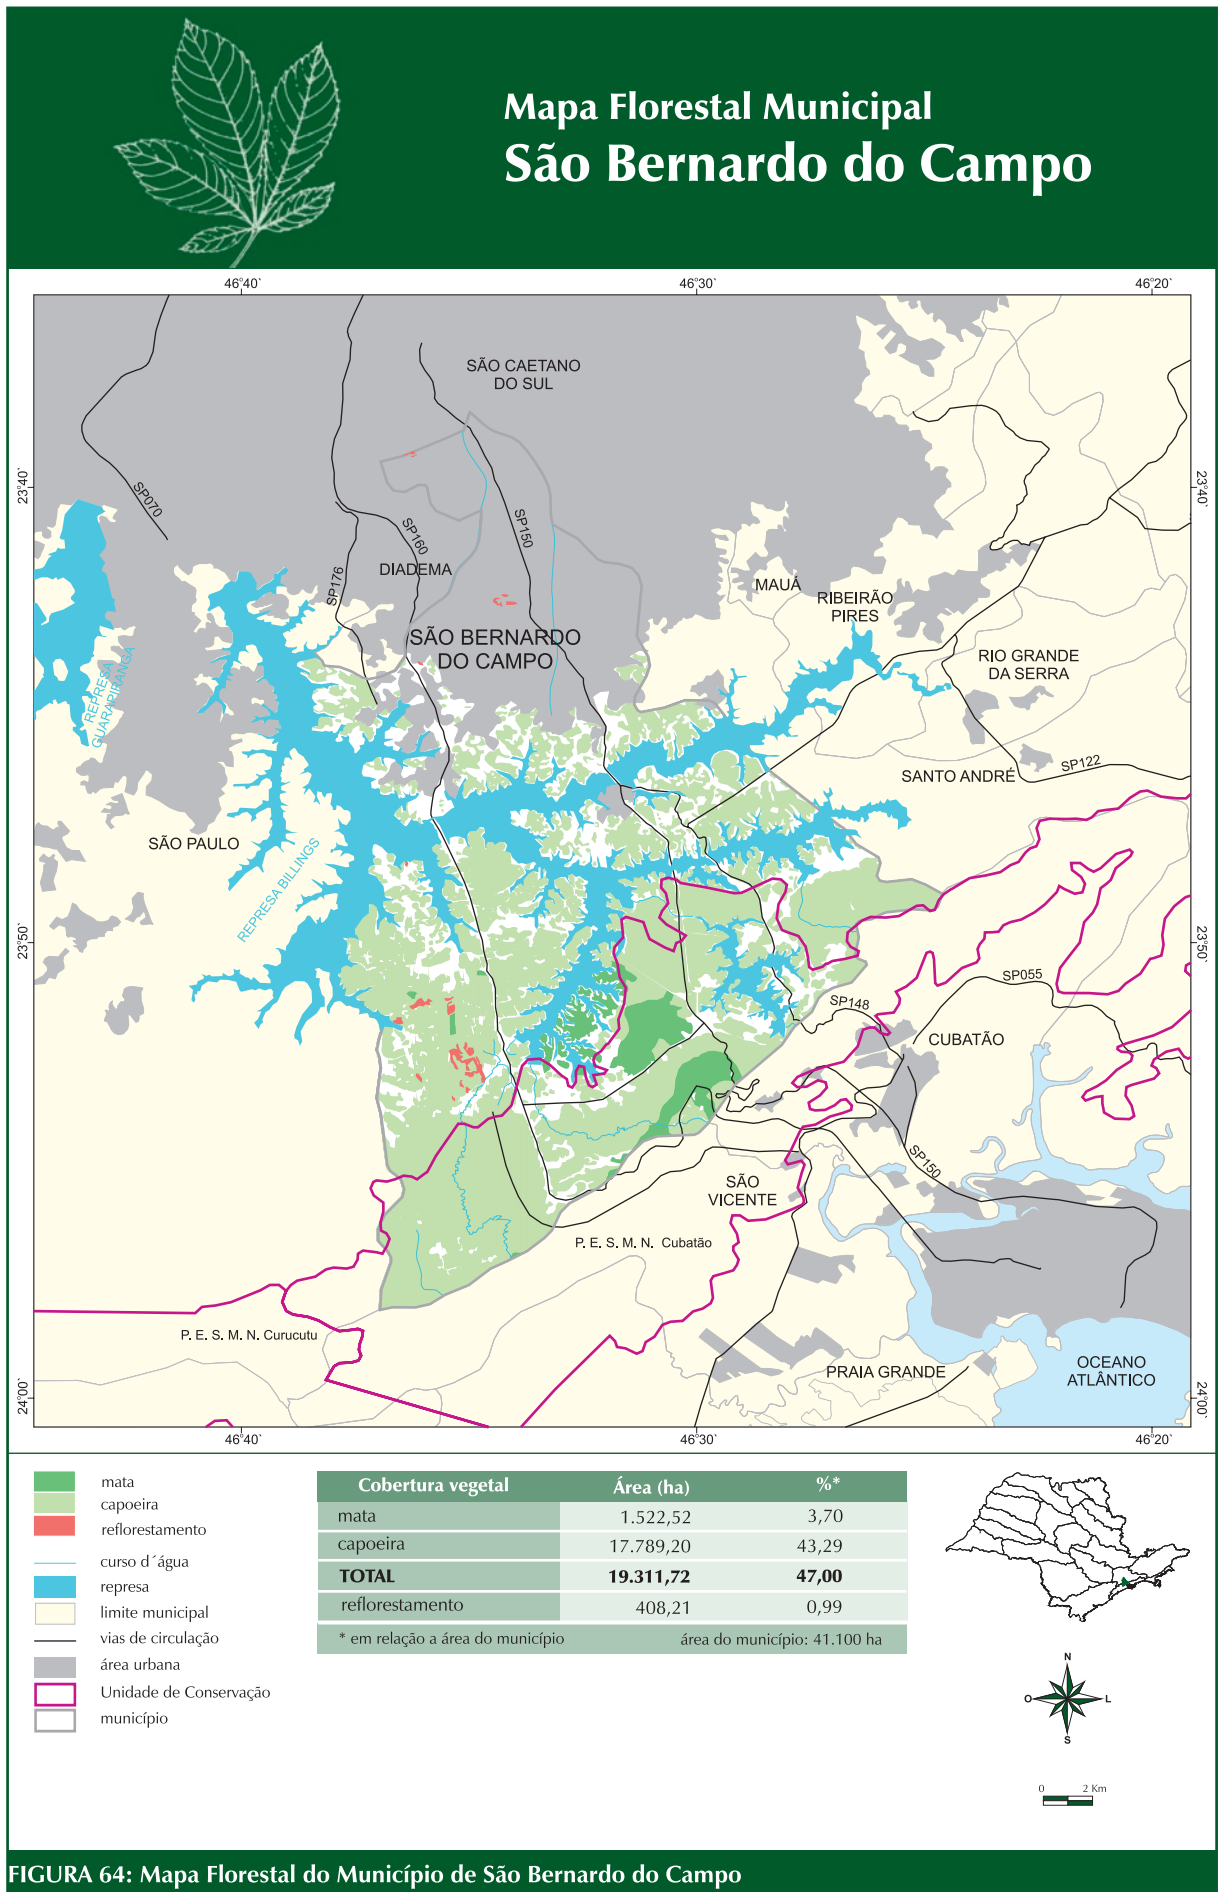 Mapa Florestal Municipal
São Bernardo do Campo
46°40`
46°30`
46°20`
SÃO CAETANO
DO SUL
23°40`
23°40`
SP070
SP160
SP150
SP176
DIADEMA
MAUÁ
RIBEIRÃO
PIRES
SÃO BERNARDO
DO CAMPO
RIO GRANDE
DA SERRA
REPRESA
GUARAPIRANGA
SP122
SANTO ANDRÉ
SÃO PAULO
REPRESA BILLINGS
23°50`
23°50`
SP055
SP148
CUBATÃO
SP150
SÃO
VICENTE
P. E. S. M. N. Cubatão
P. E. S. M. N. Curucutu
PRAIA GRANDE
OCEANO
ATLÂNTICO
24°00`
24°00`
46°40`
46°30`
46°20`
mata
capoeira
reflorestamento
curso d´água
represa
limite municipal
vias de circulação
área urbana
Unidade de Conservação
município
Cobertura vegetal Área (ha) %*
mata 1.522,52 3,70
capoeira 17.789,20 43,29
TOTAL 19.311,72 47,00
reflorestamento 408,21 0,99
* em relação a área do município área do município: 41.100 ha
N
O L
S
0 2 Km
FIGURA 64: Mapa Florestal do Município de São Bernardo do Campo